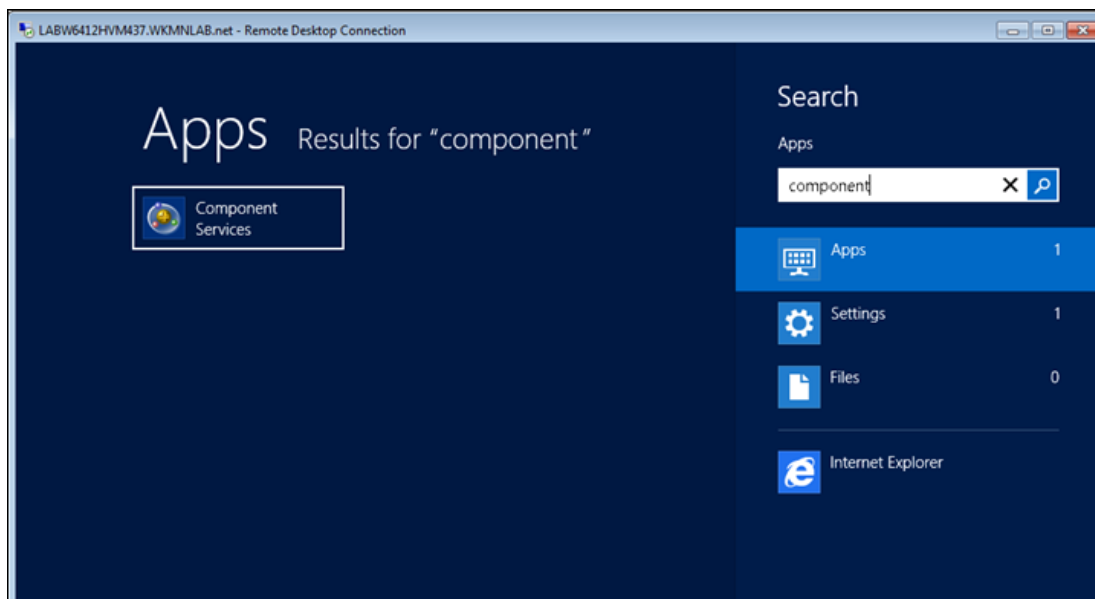 LABW6412HVM437.WKMNLAB.net - Remote Desktop Connection
Apps Results for “component”
Component
Services
Search
Apps
component
Apps 1
Settings 1
Files 0
Internet Explorer